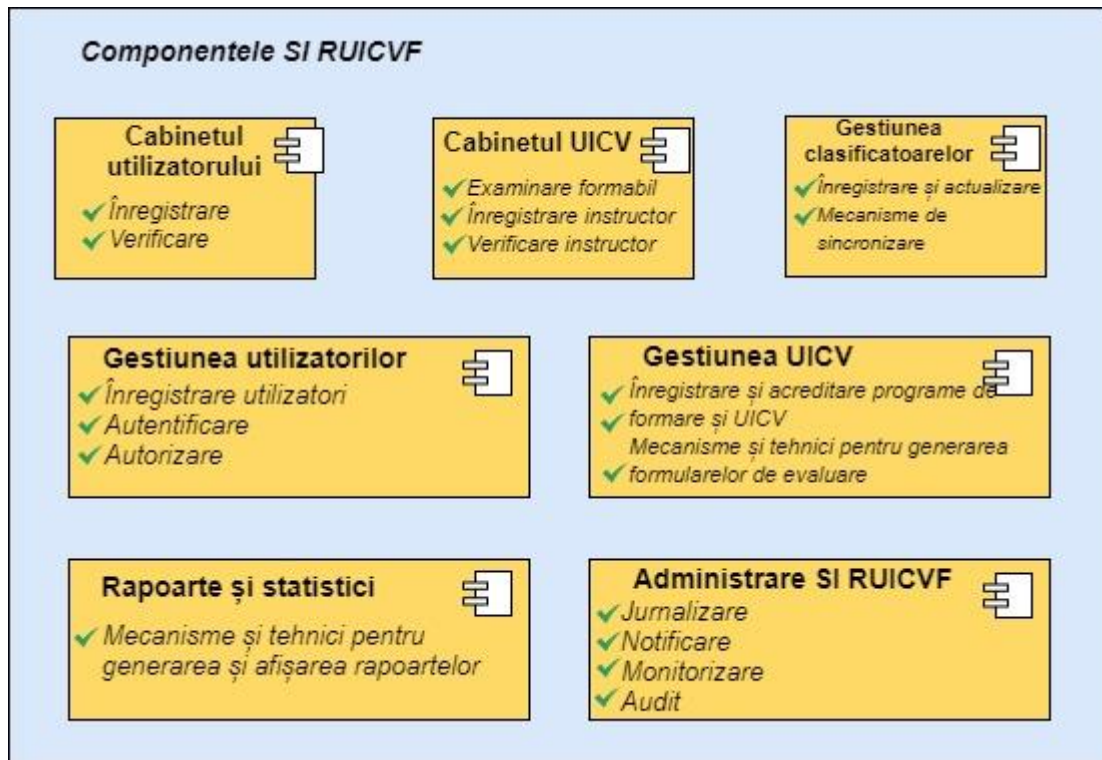 Componentele SI RUICVF
Cabinetul
utilizatorului
Înregistrare
Verificare
Cabinetul UICV
Examinare formabil
Înregistrare instructor
Verificare instructor
Gestiunea
clasificatoarelor
Înregistrare și actualizare
Mecanisme de
sincronizare
Gestiunea utilizatorilor
Înregistrare utilizatori
Autentificare
Autorizare
Gestiunea UICV
Înregistrare și acreditare programe de
formare și UICV
Mecanisme și tehnici pentru generarea
formularelor de evaluare
Rapoarte și statistici
Mecanisme și tehnici pentru
generarea și afișarea rapoartelor
Administrare SI RUICVF
Jurnalizare
Notificare
Monitorizare
Audit